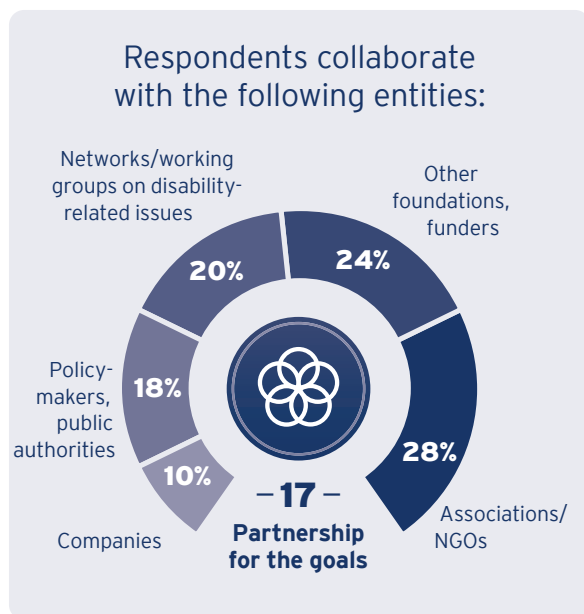 Respondents collaborate
with the following entities:
Networks/working
groups on disability-
related issues
20%
Other
foundations,
funders
24%
Policy-
makers,
public
authorities
18%
10%
Companies
28%
Associations/
NGOs
– 17 –
Partnership
for the goals